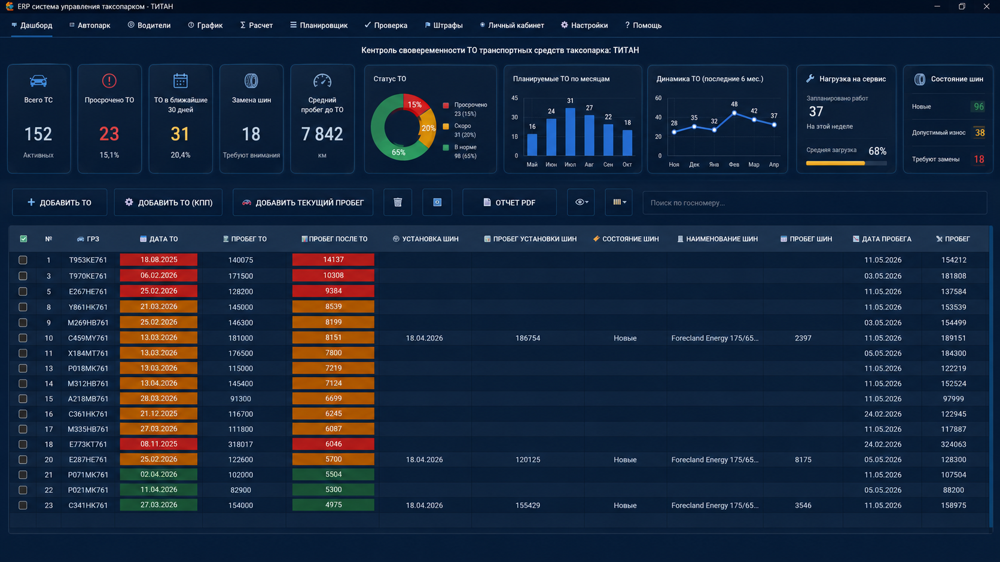 ERP система управления таксопарком - ТИТАН
Дашборд Автопарк Водители График Расчет Планировщик Проверка Штрафы Личный кабинет Настройки ? Помощь
Контроль своевременности ТО транспортных средств таксопарка: ТИТАН
Всего ТС
152
Активных
Просрочено ТО
23
15,1%
ТО в ближайшие
30 дней
31
20,4%
Замена шин
18
Требуют внимания
Средний
пробег до ТО
7 842
км
Статус ТО
15%
20%
65%
Просрочено
23 (15%)
Скоро
31 (20%)
В норме
98 (65%)
Планируемые ТО по месяцам
45
30
18
0
16 24 31 27 22 18
Май Июн Июл Авг Сен Окт
Динамика ТО (последние 6 мес.)
60
40
20
0
28 35 32 48 42 37
Ноя Дек Янв Фев Мар Апр
Нагрузка на сервис
Запланировано работ
37
На этой неделе
Средняя загрузка 68%
Состояние шин
Новые 96
Допустимый износ 38
Требуют замены 18
ДОБАВИТЬ ТО ДОБАВИТЬ ТО (КПП) ДОБАВИТЬ ТЕКУЩИЙ ПРОБЕГ ОТЧЕТ PDF Поиск по госномеру...
№ ГРЗ ДАТА ТО ПРОБЕГ ТО ПРОБЕГ ПОСЛЕ ТО УСТАНОВКА ШИН ПРОБЕГ УСТАНОВКИ ШИН СОСТОЯНИЕ ШИН НАИМЕНОВАНИЕ ШИН ПРОБЕГ ШИН ДАТА ПРОБЕГА ПРОБЕГ
1 Т953КЕ761 18.08.2025 140075 14137 11.05.2026 154212
3 Т970КЕ761 06.02.2026 171500 10308 03.05.2026 181808
5 Е267НЕ761 25.02.2026 128200 9384 11.05.2026 137584
8 У861НК761 21.03.2026 145000 8539 11.05.2026 153539
9 М269НВ761 25.02.2026 146300 8199 03.05.2026 154499
10 С459МУ761 13.03.2026 181000 8151 18.04.2026 186754 Новые Forecland Energy 175/65... 2397 11.05.2026 189151
11 Х184МТ761 13.03.2026 176500 7800 05.05.2026 184300
13 Р018МК761 13.03.2026 115000 7219 11.05.2026 122219
14 М312НВ761 13.04.2026 145400 7124 11.05.2026 152524
15 А218МВ761 28.03.2026 91300 6699 11.05.2026 97999
16 С361НК761 21.12.2025 116700 6245 24.02.2026 122945
17 М335НВ761 27.03.2026 111800 6087 11.05.2026 117887
18 Е773КТ761 08.11.2025 318017 6046 24.02.2026 324063
20 Е287НЕ761 25.02.2026 122600 5700 18.04.2026 120125 Новые Forecland Energy 175/65... 8175 05.05.2026 128300
21 Р071МК761 02.04.2026 102000 5504 11.05.2026 107504
22 Р021МК761 11.04.2026 82900 5300 05.05.2026 88200
23 С341НК761 27.03.2026 154000 4975 18.04.2026 155429 Новые Forecland Energy 175/65... 3546 11.05.2026 158975